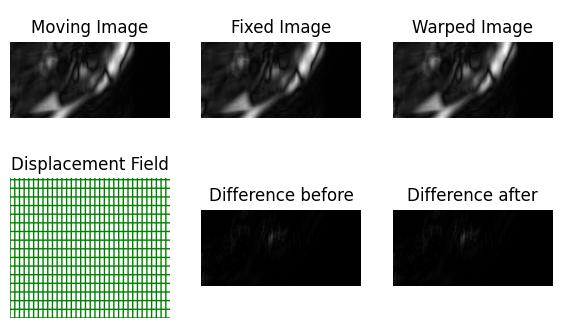 Moving Image
Fixed Image
Warped Image
Displacement Field
Difference before
Difference after